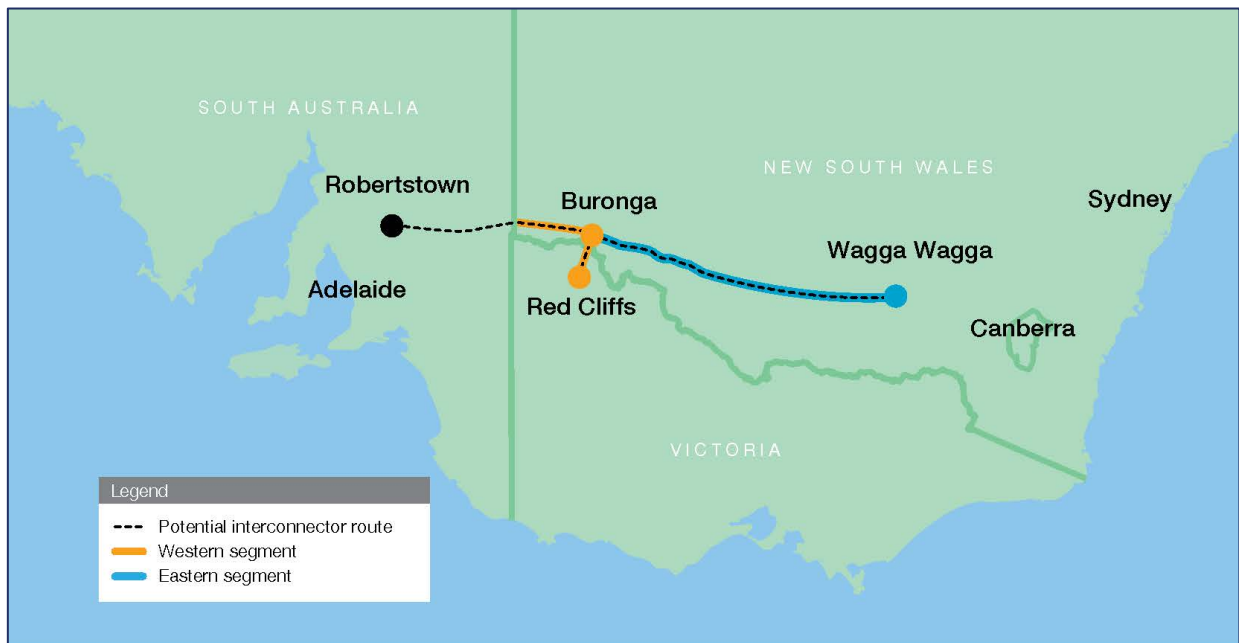 SOUTH AUSTRALIA
NEW SOUTH WALES
Robertstown
Buronga
Sydney
Wagga Wagga
Adelaide
Red Cliffs
Canberra
VICTORIA
Legend
Potential interconnector route
Western segment
Eastern segment